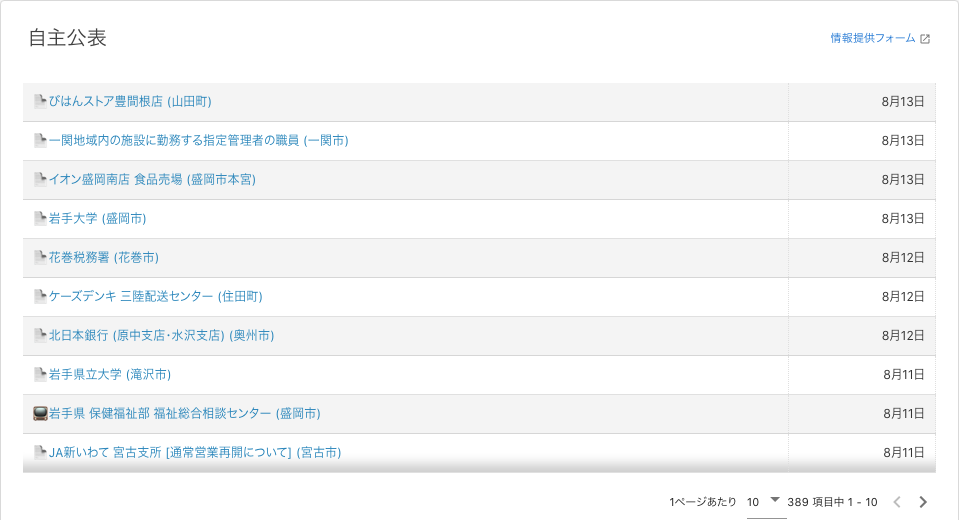 自主公表
情報提供フォーム
びはんストア豊間根店 (山田町) 8月13日
一関地域内の施設に勤務する指定管理者の職員 (一関市) 8月13日
イオン盛岡南店 食品売場 (盛岡市本宮) 8月13日
岩手大学 (盛岡市) 8月13日
花巻税務署 (花巻市) 8月12日
ケーズデンキ 三陸配送センター (住田町) 8月12日
北日本銀行 (原中支店・水沢支店) (奥州市) 8月12日
岩手県立大学 (滝沢市) 8月11日
岩手県 保健福祉部 福祉総合相談センター (盛岡市) 8月11日
JA新いわて 宮古支所 [通常営業再開について] (宮古市) 8月11日
1ページあたり 10 389 項目中 1 - 10